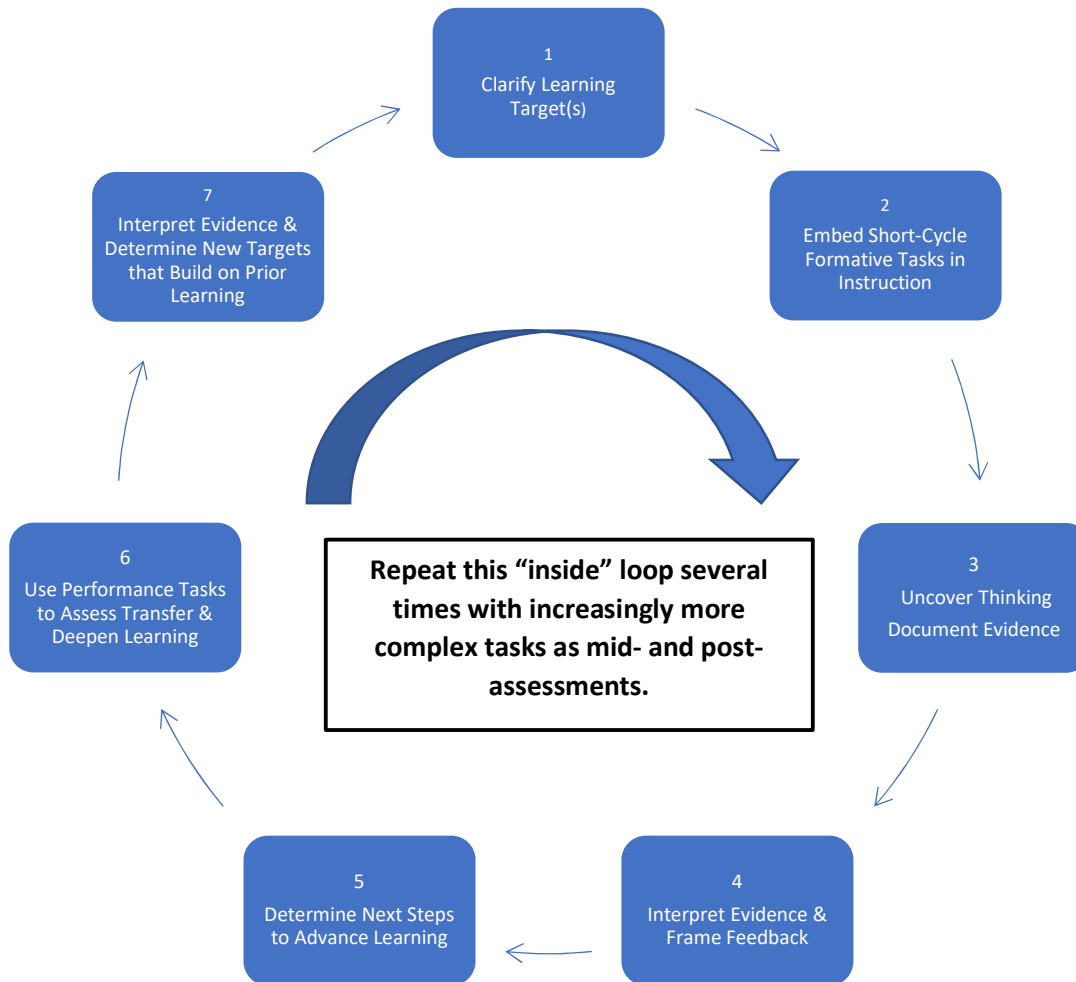 1
Clarify Learning
Target(s)
2
Embed Short-Cycle
Formative Tasks in
Instruction
3
Uncover Thinking
Document Evidence
4
Interpret Evidence &
Frame Feedback
5
Determine Next Steps
to Advance Learning
6
Use Performance Tasks
to Assess Transfer &
Deepen Learning
7
Interpret Evidence &
Determine New Targets
that Build on Prior
Learning
Repeat this “inside” loop several
times with increasingly more
complex tasks as mid- and post-
assessments.